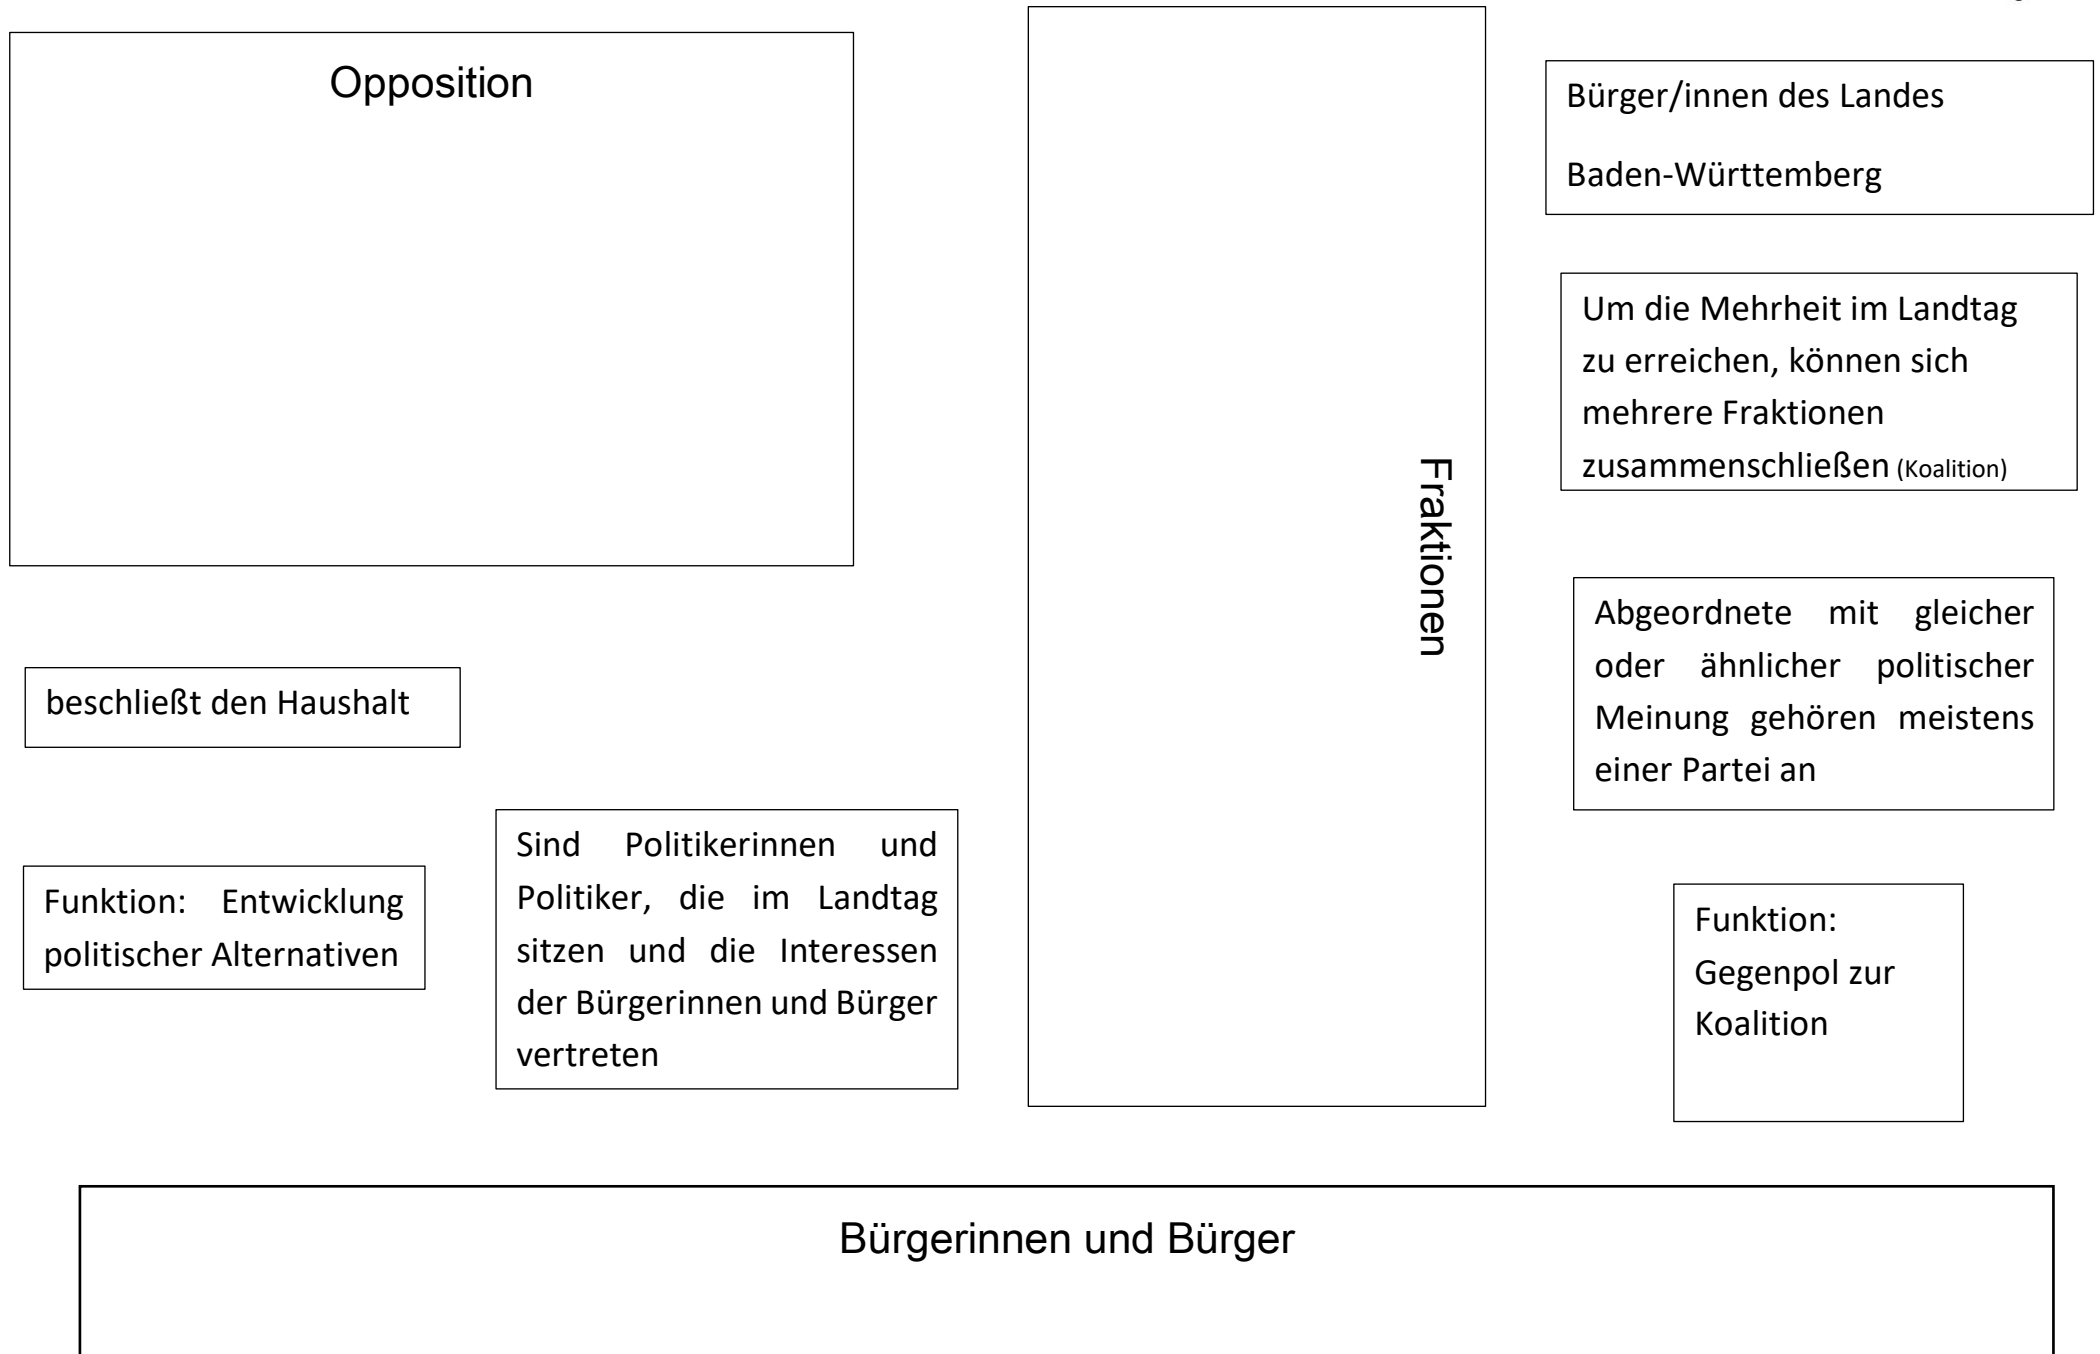 Opposition
Bürger/innen des Landes
Baden-Württemberg
Um die Mehrheit im Landtag
zu erreichen, können sich
mehrere Fraktionen
zusammenschließen (Koalition)
Fraktionen
Abgeordnete mit gleicher
oder ähnlicher politischer
Meinung gehören meistens
einer Partei an
beschließt den Haushalt
Sind Politikerinnen und
Politiker, die im Landtag
sitzen und die Interessen
der Bürgerinnen und Bürger
vertreten
Funktion: Entwicklung
politischer Alternativen
Funktion:
Gegenpol zur
Koalition
Bürgerinnen und Bürger